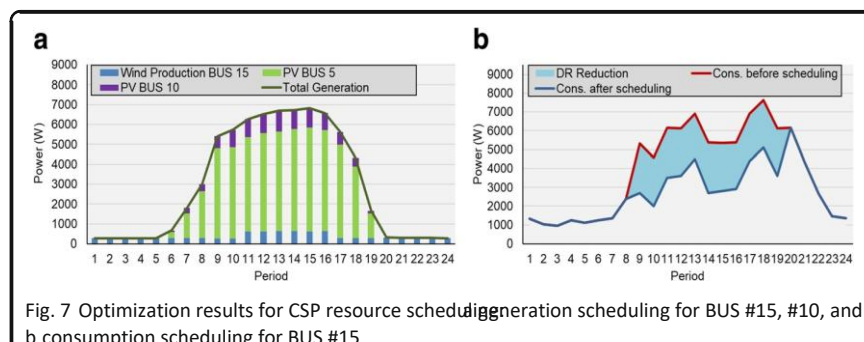 a
9000
8000
7000
6000
5000
4000
3000
2000
1000
0
Power (W)
Wind Production BUS 15
PV BUS 5
PV BUS 10
Total Generation
1 2 3 4 5 6 7 8 9 10 11 12 13 14 15 16 17 18 19 20 21 22 23 24
Period
b
9000
8000
7000
6000
5000
4000
3000
2000
1000
0
Power (W)
DR Reduction
Cons. before scheduling
Cons. after scheduling
1 2 3 4 5 6 7 8 9 10 11 12 13 14 15 16 17 18 19 20 21 22 23 24
Period
Fig. 7 Optimization results for CSP resource scheduling: a generation scheduling for BUS #15, #10, and
b consumption scheduling for BUS #15